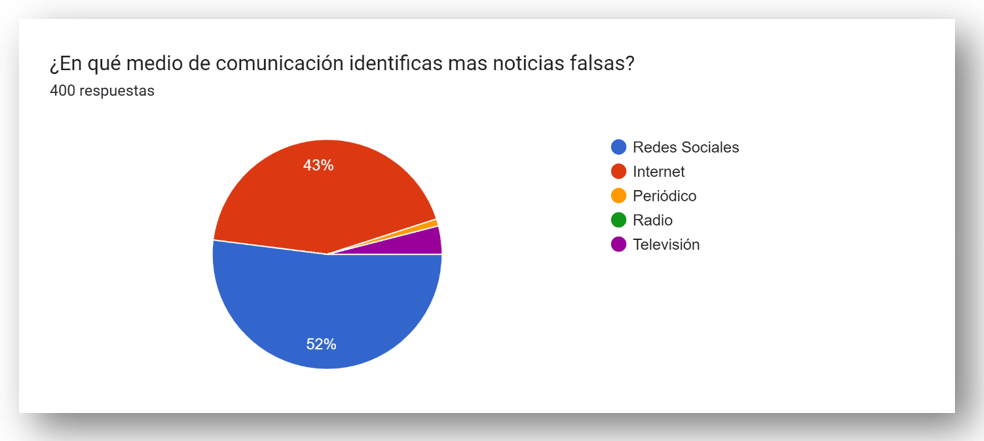 ¿En qué medio de comunicación identificas mas noticias falsas?
400 respuestas
43%
52%
Redes Sociales
Internet
Periódico
Radio
Televisión